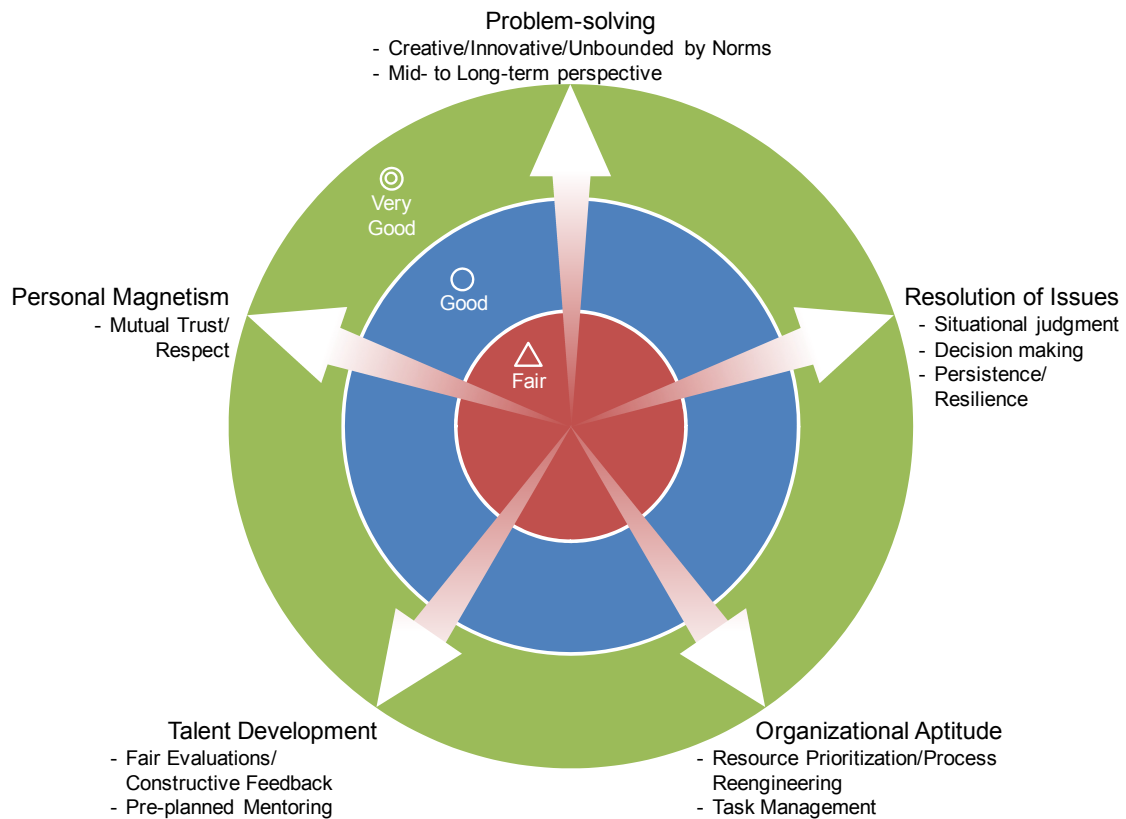 Problem-solving
- Creative/Innovative/Unbounded by Norms
- Mid- to Long-term perspective
Very
Good
Good
Fair
Personal Magnetism
- Mutual Trust/
Respect
Resolution of Issues
- Situational judgment
- Decision making
- Persistence/
Resilience
Talent Development
- Fair Evaluations/
Constructive Feedback
- Pre-planned Mentoring
Organizational Aptitude
- Resource Prioritization/Process
Reengineering
- Task Management